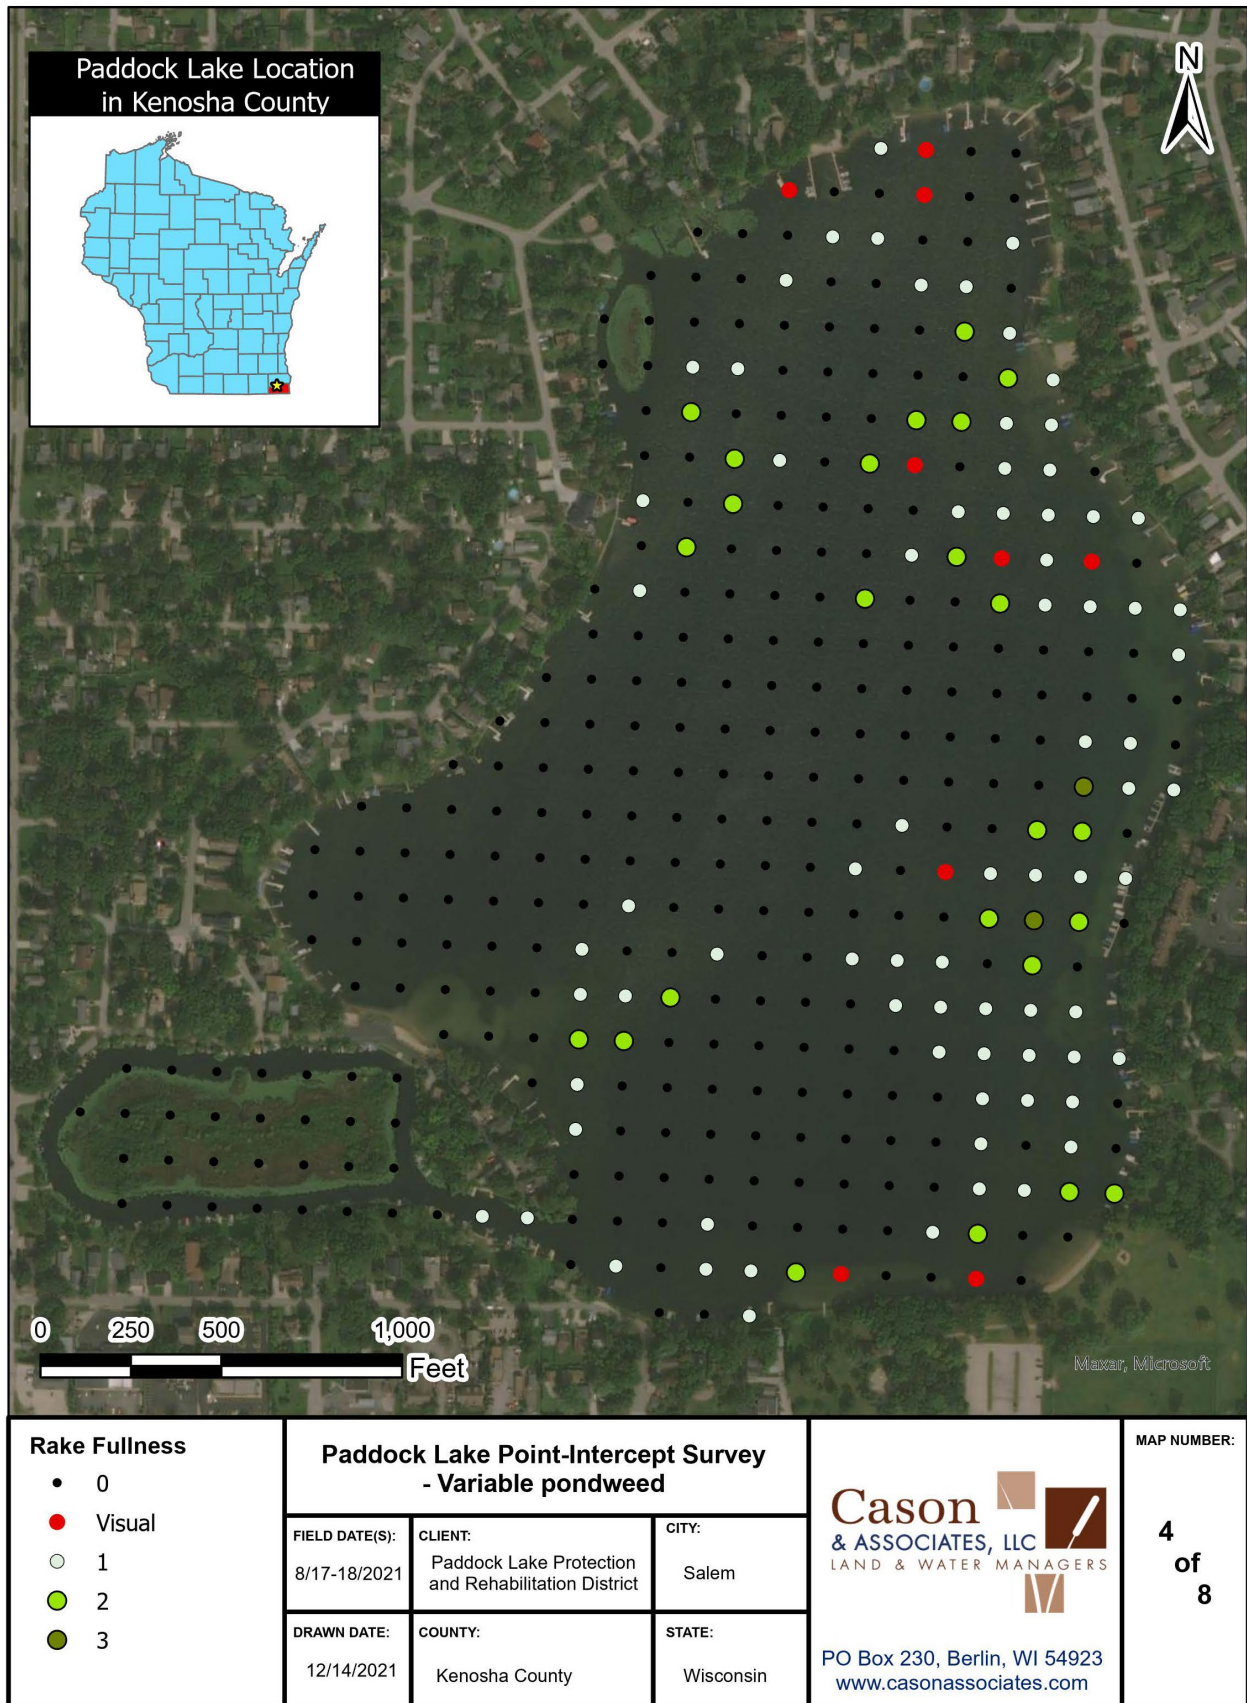 Paddock Lake Location
in Kenosha County
N
0 250 500 1,000
Feet
Maxar, Microsoft
Rake Fullness
0
Visual
1
2
3
Paddock Lake Point-Intercept Survey
- Variable pondweed
FIELD DATE(S):
8/17-18/2021
CLIENT:
Paddock Lake Protection
and Rehabilitation District
CITY:
Salem
DRAWN DATE:
12/14/2021
COUNTY:
Kenosha County
STATE:
Wisconsin
Cason
& ASSOCIATES, LLC
LAND & WATER MANAGERS
PO Box 230, Berlin, WI 54923
www.casonassociates.com
MAP NUMBER:
4
of
8